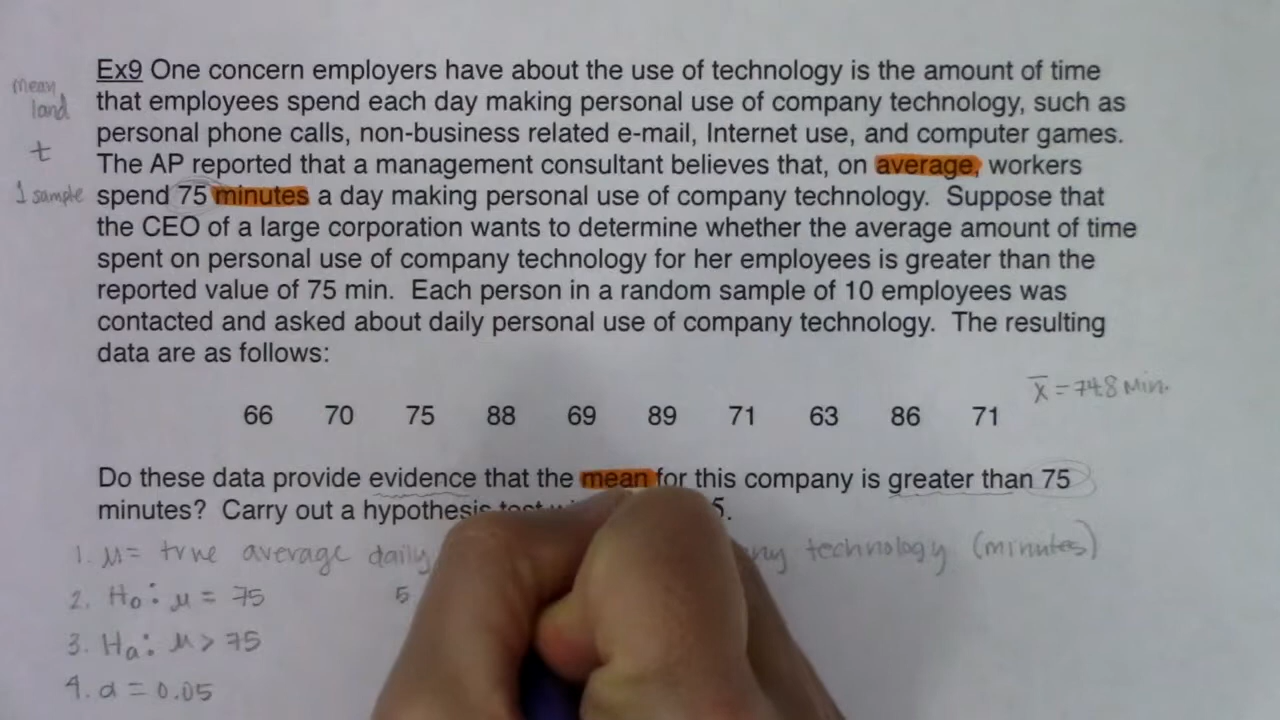 Ex9 One concern employers have about the use of technology is the amount of time
that employees spend each day making personal use of company technology, such as
personal phone calls, non-business related e-mail, Internet use, and computer games.
The AP reported that a management consultant believes that, on average, workers
spend 75 minutes a day making personal use of company technology. Suppose that
the CEO of a large corporation wants to determine whether the average amount of time
spent on personal use of company technology for her employees is greater than the
reported value of 75 min. Each person in a random sample of 10 employees was
contacted and asked about daily personal use of company technology. The resulting
data are as follows:
mean
land
t
1 sample
x̄ = 74.8 min.
66 70 75 88 69 89 71 63 86 71
Do these data provide evidence that the mean for this company is greater than 75
minutes? Carry out a hypothesis 5.
1. μ = true average daily technology (minutes)
2. H₀: μ = 75
5
3. Hₐ: μ > 75
4. α = 0.05